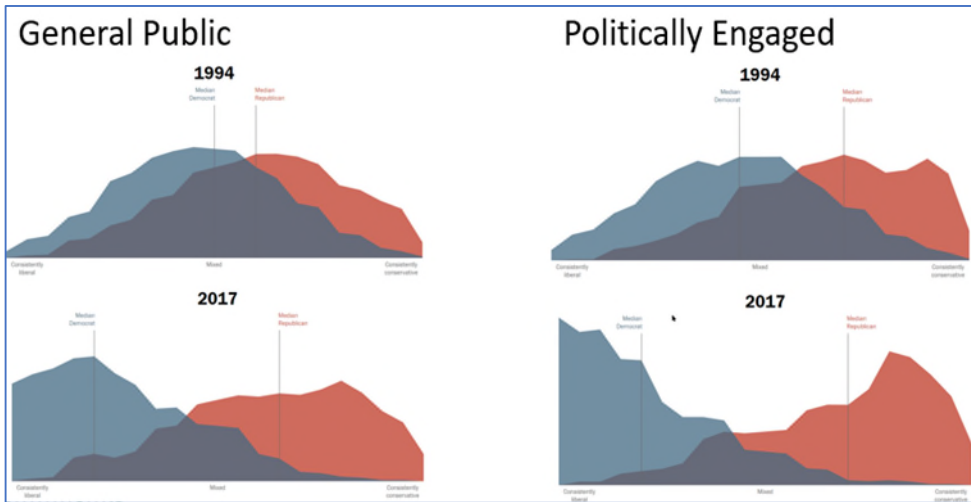 General Public
1994
Median
Democrat
Median
Republican
Consistently
liberal
Mixed
Consistently
conservative
2017
Median
Democrat
Median
Republican
Consistently
liberal
Mixed
Consistently
conservative
Politically Engaged
1994
Median
Democrat
Median
Republican
Consistently
liberal
Mixed
Consistently
conservative
2017
Median
Democrat
Median
Republican
Consistently
liberal
Mixed
Consistently
conservative